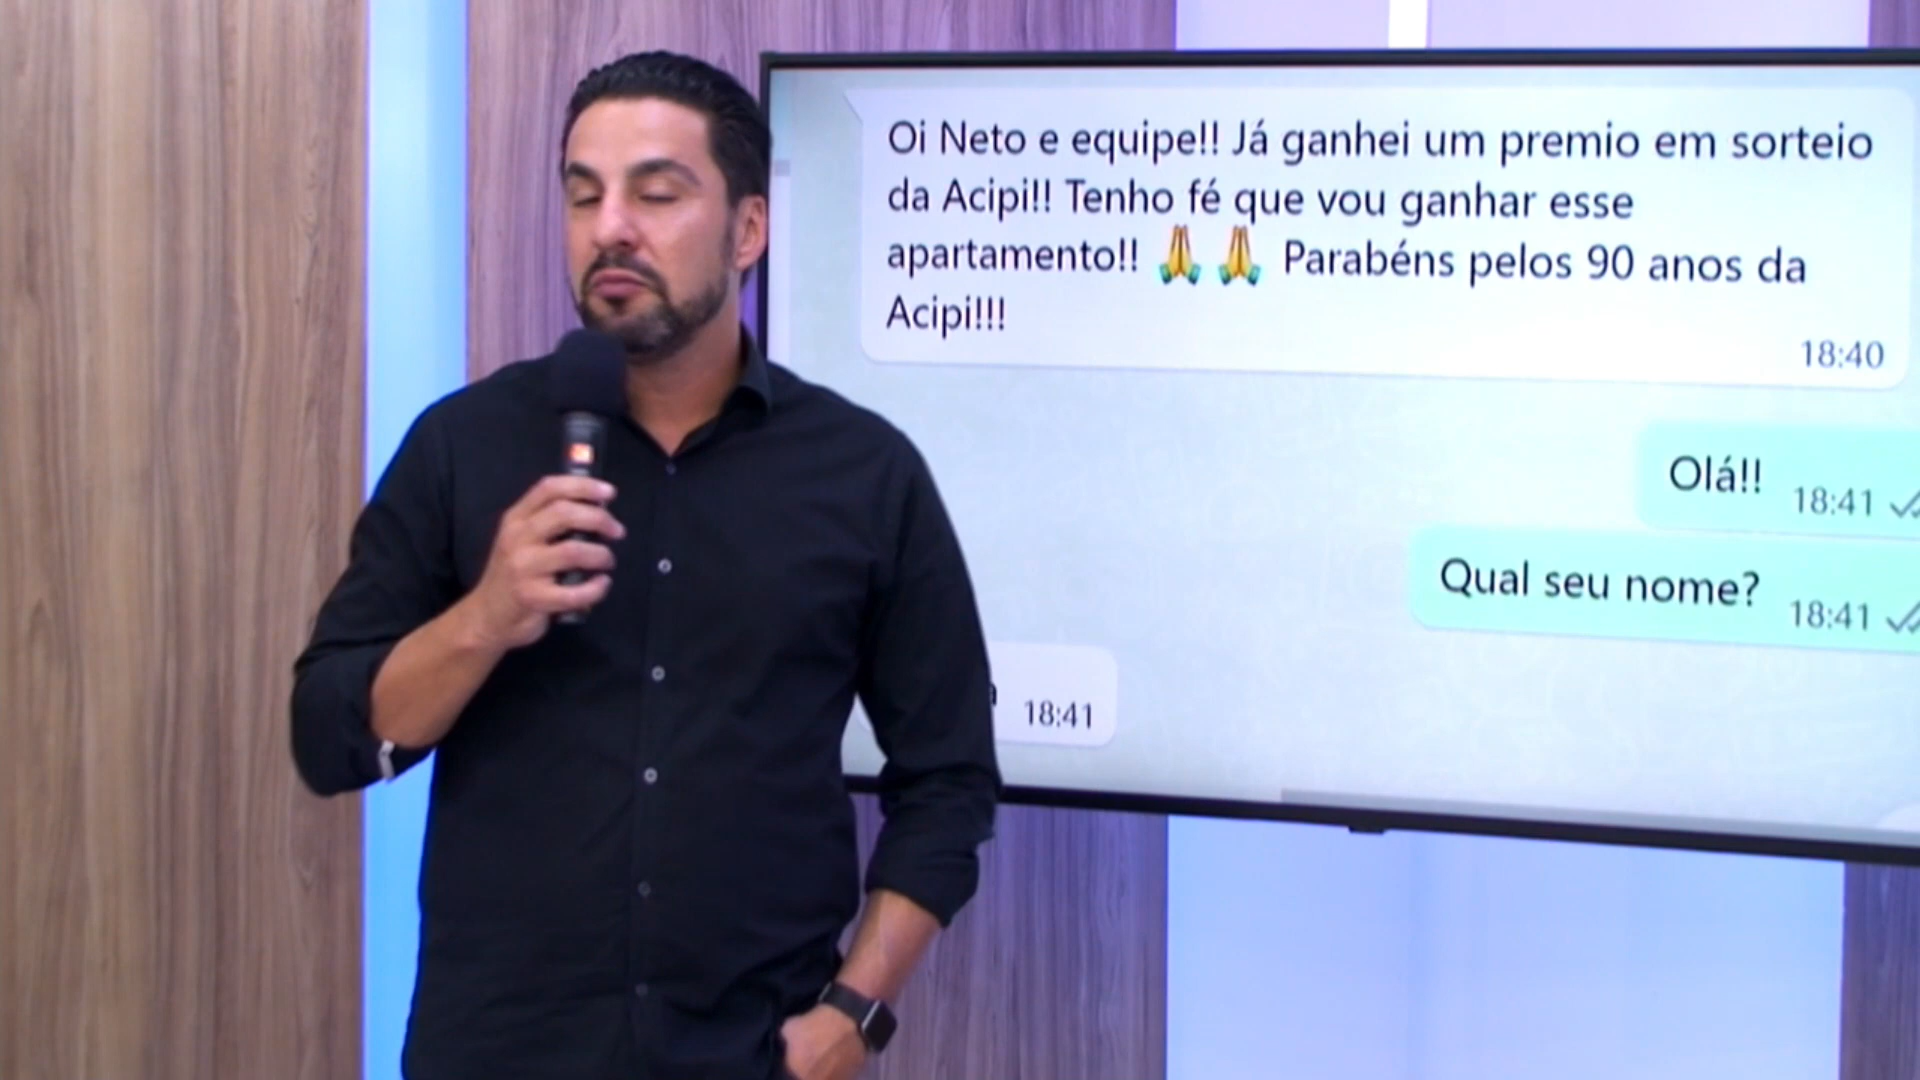 Oi Neto e equipe!! Já ganhei um premio em sorteio
da Acipi!! Tenho fé que vou ganhar esse
apartamento!! 🙏 🙏 Parabéns pelos 90 anos da
Acipi!!!
18:40
Olá!! 18:41
Qual seu nome? 18:41
18:41